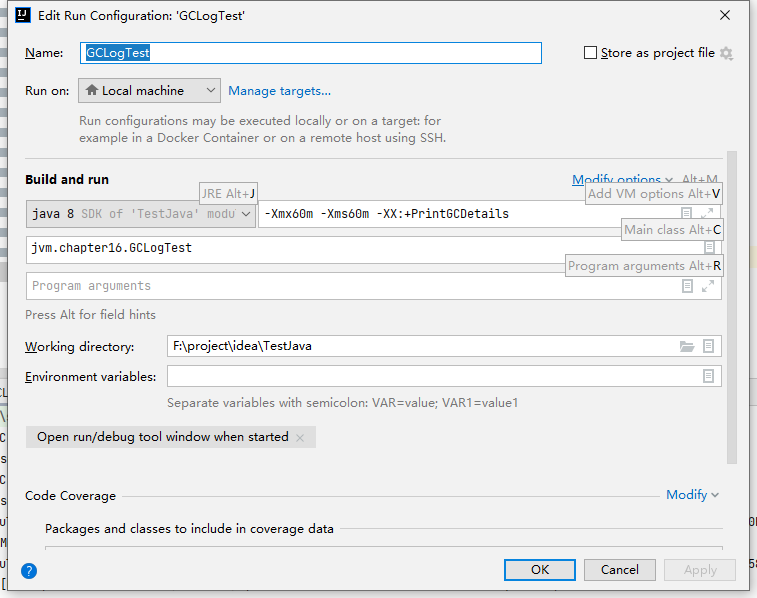 Edit Run Configuration: 'GCLogTest'
Name: GCLogTest Store as project file
Run on: Local machine Manage targets...
Run configurations may be executed locally or on a target: for
example in a Docker Container or on a remote host using SSH.
Build and run Modify options Alt+M
JRE Alt+J Add VM options Alt+V
java 8 SDK of 'TestJava' modu -Xmx60m -Xms60m -XX:+PrintGCDetails
Main class Alt+C
jvm.chapter16.GCLogTest
Program arguments Alt+R
Program arguments
Press Alt for field hints
Working directory: F:\project\idea\TestJava
Environment variables:
Separate variables with semicolon: VAR=value; VAR1=value1
Open run/debug tool window when started
Code Coverage Modify
Packages and classes to include in coverage data
? OK Cancel Apply